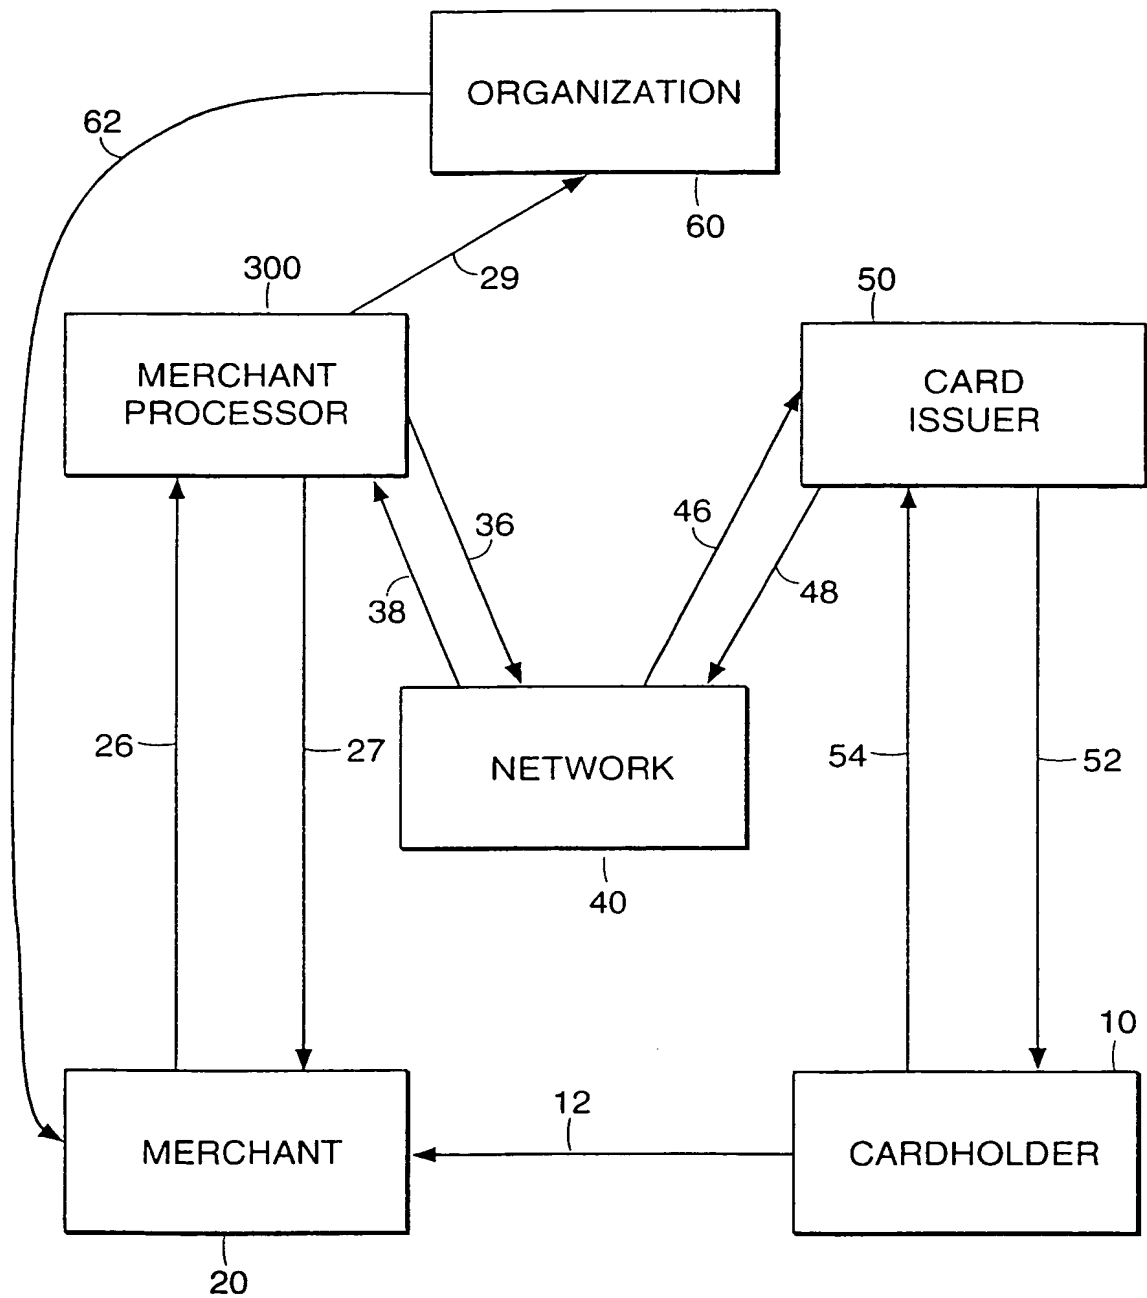 ORGANIZATION
62
60
29
300
50
MERCHANT
PROCESSOR
CARD
ISSUER
36
46
38
48
26
27
54
52
NETWORK
40
10
12
MERCHANT
CARDHOLDER
20